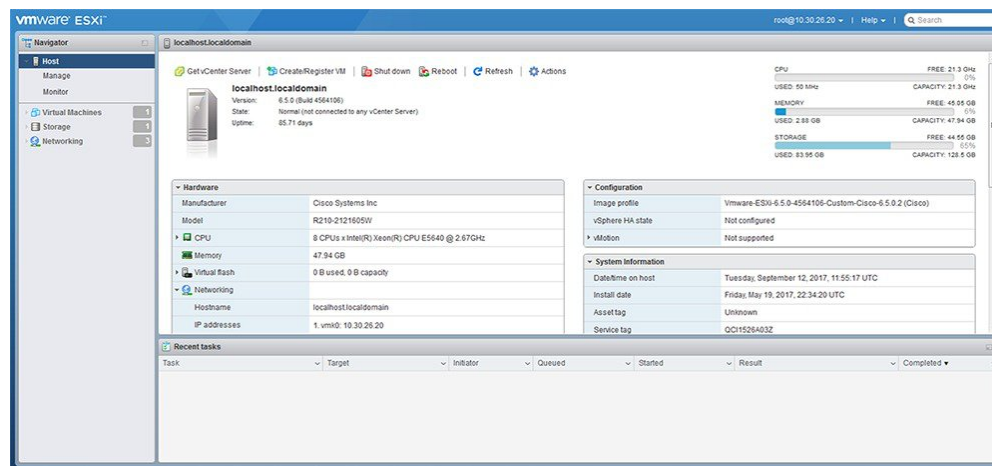 vmware ESXi™
root@10.30.26.20 | Help | Search
Navigator
Host
Manage
Monitor
Virtual Machines 1
Storage 1
Networking 3
localhost.localdomain
Get vCenter Server | Create/Register VM | Shut down Reboot | Refresh | Actions
localhost.localdomain
Version: 6.5.0 (Build 4564106)
State: Normal (not connected to any vCenter Server)
Uptime: 85.71 days
CPU FREE: 21.3 GHz
0%
USED: 50 MHz CAPACITY: 21.3 GHz
MEMORY FREE: 45.05 GB
6%
USED: 2.88 GB CAPACITY: 47.94 GB
STORAGE FREE: 44.55 GB
65%
USED: 83.95 GB CAPACITY: 128.5 GB
Hardware
Manufacturer Cisco Systems Inc
Model R210-2121605W
CPU 8 CPUs x Intel(R) Xeon(R) CPU E5640 @ 2.67GHz
Memory 47.94 GB
Virtual flash 0 B used, 0 B capacity
Networking
Hostname localhost.localdomain
IP addresses 1. vmk0: 10.30.26.20
Configuration
Image profile Vmware-ESXi-6.5.0-4564106-Custom-Cisco-6.5.0.2 (Cisco)
vSphere HA state Not configured
vMotion Not supported
System Information
Date/time on host Tuesday, September 12, 2017, 11:55:17 UTC
Install date Friday, May 19, 2017, 22:34:20 UTC
Asset tag Unknown
Service tag QCI1526A03Z
Recent tasks
Task Target Initiator Queued Started Result Completed